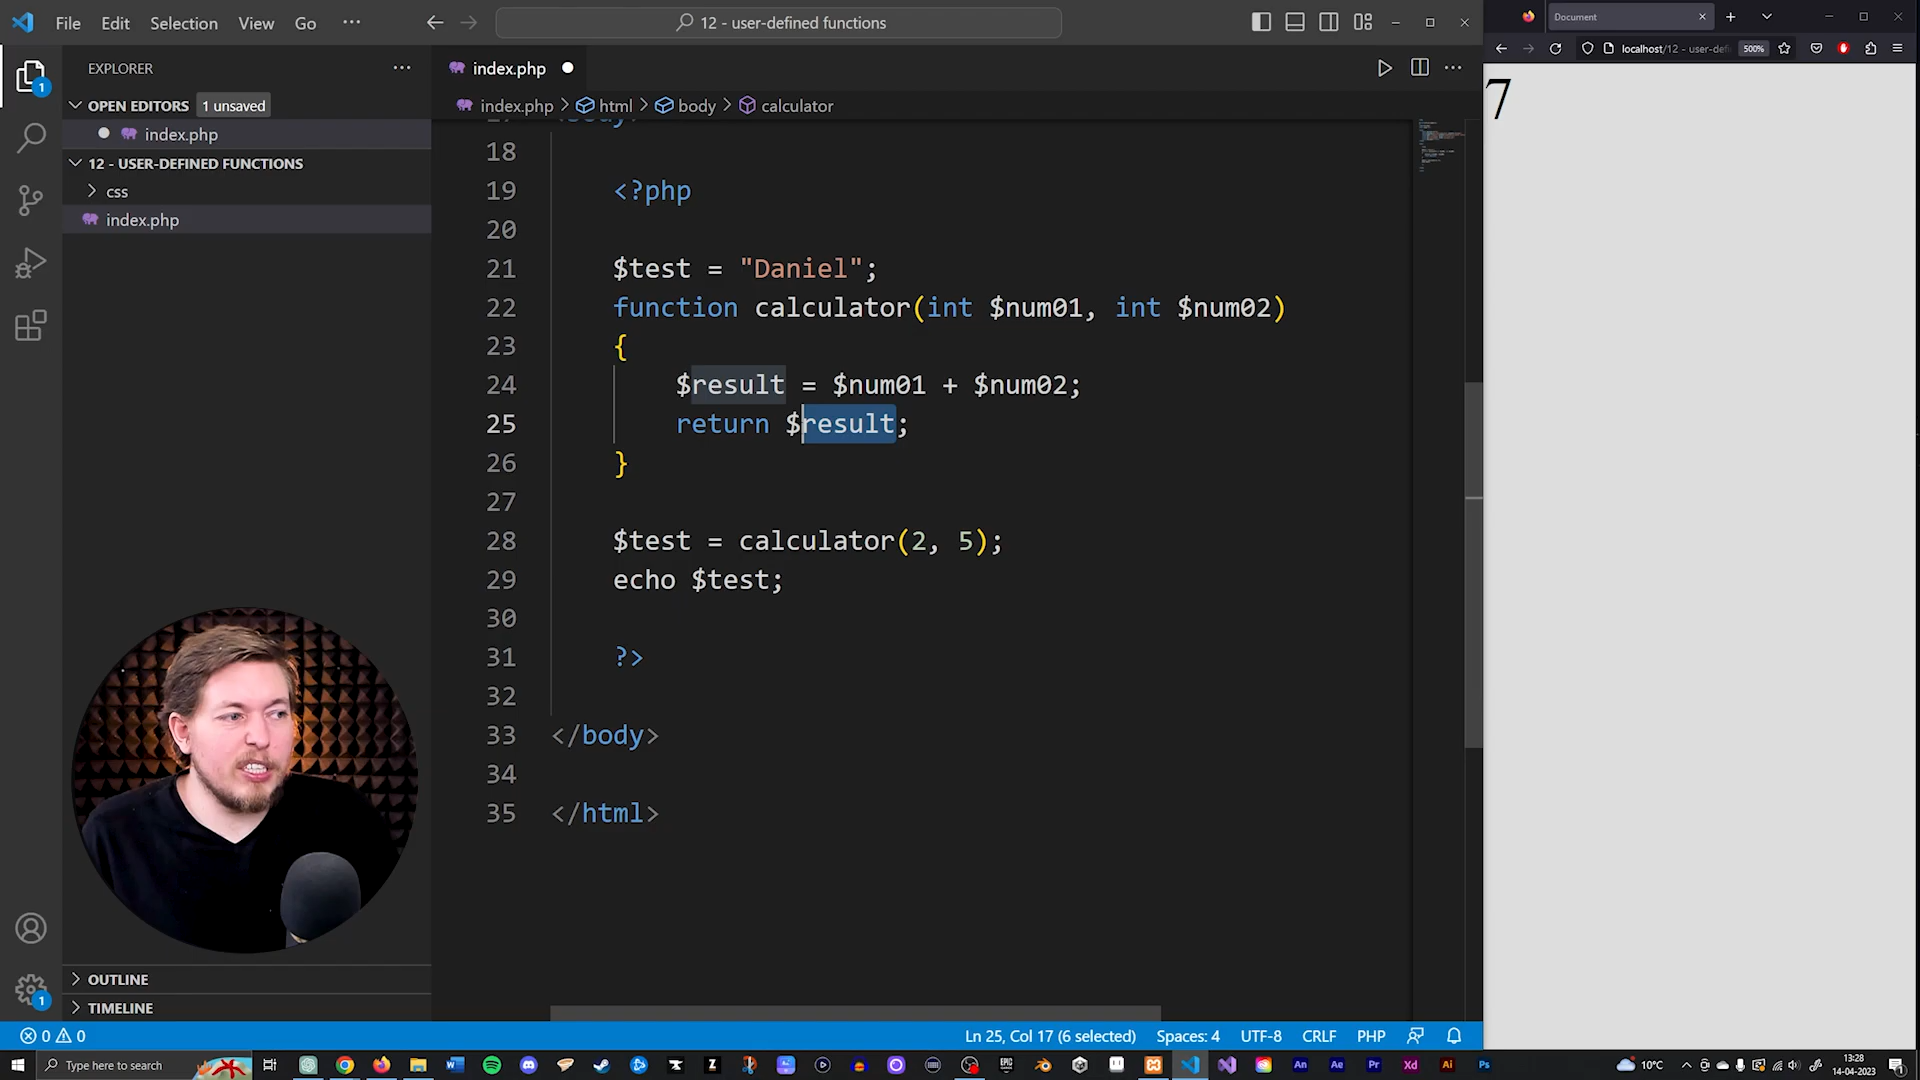 File Edit Selection View Go ···
12 - user-defined functions
Document
localhost/12 - user-defi
500%
EXPLORER
index.php
OPEN EDITORS 1 unsaved
index.php > html > body > calculator
index.php
12 - USER-DEFINED FUNCTIONS
css
index.php
7
18
19 <?php
20
21 $test = "Daniel";
22 function calculator(int $num01, int $num02)
23 {
24 $result = $num01 + $num02;
25 return $result;
26 }
27
28 $test = calculator(2, 5);
29 echo $test;
30
31 ?>
32
33 </body>
34
35 </html>
1
1
OUTLINE
TIMELINE
0 0
Ln 25, Col 17 (6 selected) Spaces: 4 UTF-8 CRLF PHP
Type here to search
10°C
13:28
14-04-2023